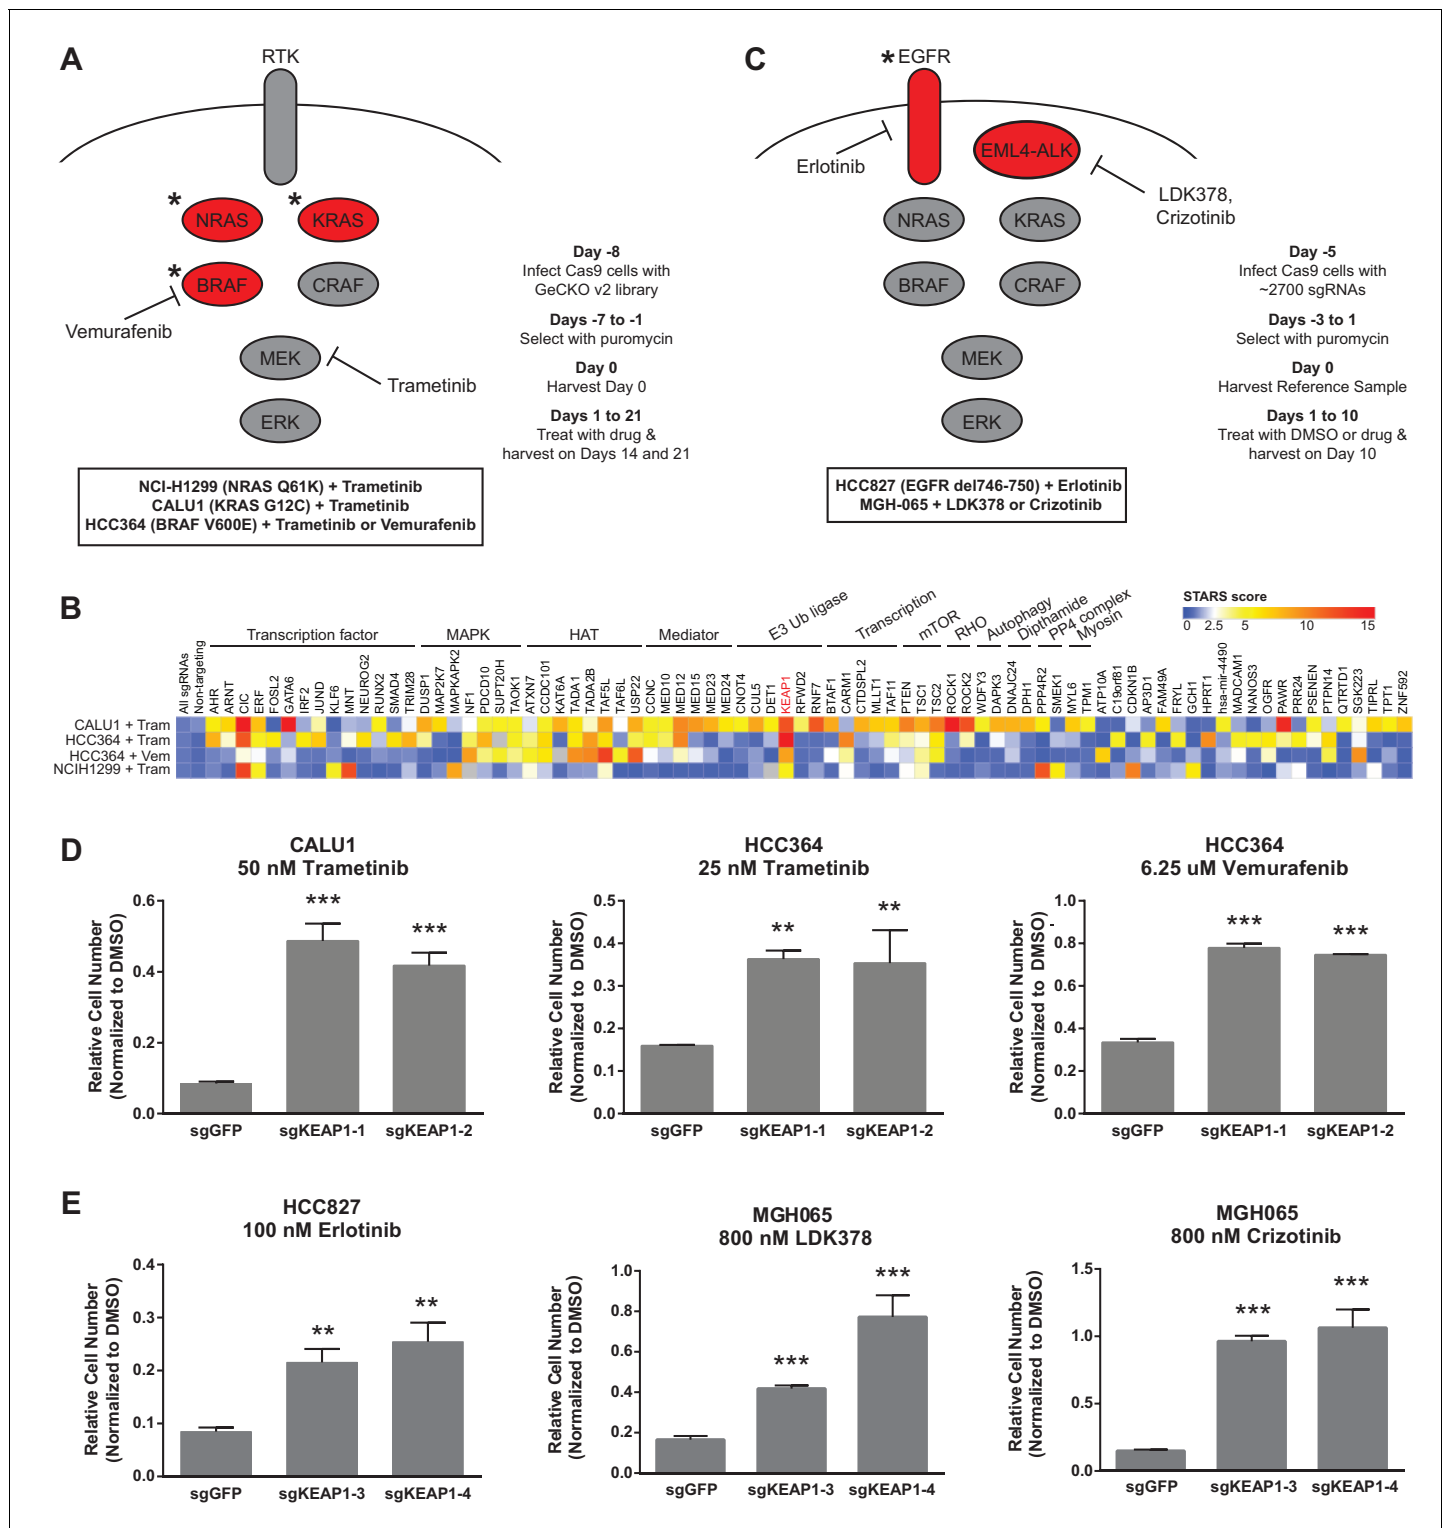 A
RTK
*
NRAS
*
KRAS
*
BRAF
CRAF
Vemurafenib
MEK
Trametinib
ERK
Day -8
Infect Cas9 cells with
GeCKO v2 library
Days -7 to -1
Select with puromycin
Day 0
Harvest Day 0
Days 1 to 21
Treat with drug &
harvest on Days 14 and 21
NCI-H1299 (NRAS Q61K) + Trametinib
CALU1 (KRAS G12C) + Trametinib
HCC364 (BRAF V600E) + Trametinib or Vemurafenib
C
* EGFR
Erlotinib
EML4-ALK
LDK378,
Crizotinib
NRAS
KRAS
BRAF
CRAF
MEK
ERK
Day -5
Infect Cas9 cells with
~2700 sgRNAs
Days -3 to 1
Select with puromycin
Day 0
Harvest Reference Sample
Days 1 to 10
Treat with DMSO or drug &
harvest on Day 10
HCC827 (EGFR del746-750) + Erlotinib
MGH-065 + LDK378 or Crizotinib
B
Transcription factor
MAPK
HAT
Mediator
E3 Ub ligase
Transcription
mTOR
RHO
Autophagy
Dipthamide
PP4 complex
Myosin
STARS score
0 2.5 5 10 15
All sgRNAs
Non-targeting
AHR
ARNT
CIC
ERF
FOSL2
GATA6
IRF2
JUND
KLF6
MNT
NEUROG2
RUNX2
SMAD4
TRIM28
DUSP1
MAP2K7
MAPKAPK2
NF1
PDCD10
SUPT20H
TAOK1
ATXN7
CCDC101
KAT6A
TADA1
TADA2B
TAF5L
TAF6L
USP22
CCNC
MED10
MED12
MED15
MED23
MED24
CNOT4
CUL5
DET1
KEAP1
RFWD2
RNF7
BTAF1
CARM1
CTDSPL2
MLLT1
TAF11
PTEN
TSC1
TSC2
ROCK1
ROCK2
WDFY3
DAPK3
DNAJC24
DPH1
PPP4R2
SMEK1
MYL6
TPM1
ATP10A
C19orf81
CDKN1B
AP3D1
FAM49A
FRYL
GCH1
HPRT1
hsa-mir-4490
MADCAM1
NANOS3
OGFR
PAWR
PRR24
PSENEN
PTPN14
QTRTD1
SGK223
TIPRL
TPT1
ZNF592
CALU1 + Tram
HCC364 + Tram
HCC364 + Vem
NCIH1299 + Tram
D
CALU1
50 nM Trametinib
Relative Cell Number
(Normalized to DMSO)
0.6
0.4
0.2
0.0
***
***
sgGFP sgKEAP1-1 sgKEAP1-2
HCC364
25 nM Trametinib
Relative Cell Number
(Normalized to DMSO)
0.5
0.4
0.3
0.2
0.1
0.0
**
**
sgGFP sgKEAP1-1 sgKEAP1-2
HCC364
6.25 uM Vemurafenib
Relative Cell Number
(Normalized to DMSO)
1.0
0.8
0.6
0.4
0.2
0.0
***
***
sgGFP sgKEAP1-1 sgKEAP1-2
E
HCC827
100 nM Erlotinib
Relative Cell Number
(Normalized to DMSO)
0.4
0.3
0.2
0.1
0.0
**
**
sgGFP sgKEAP1-3 sgKEAP1-4
MGH065
800 nM LDK378
Relative Cell Number
(Normalized to DMSO)
1.0
0.8
0.6
0.4
0.2
0.0
***
***
sgGFP sgKEAP1-3 sgKEAP1-4
MGH065
800 nM Crizotinib
Relative Cell Number
(Normalized to DMSO)
1.5
1.0
0.5
0.0
***
***
sgGFP sgKEAP1-3 sgKEAP1-4